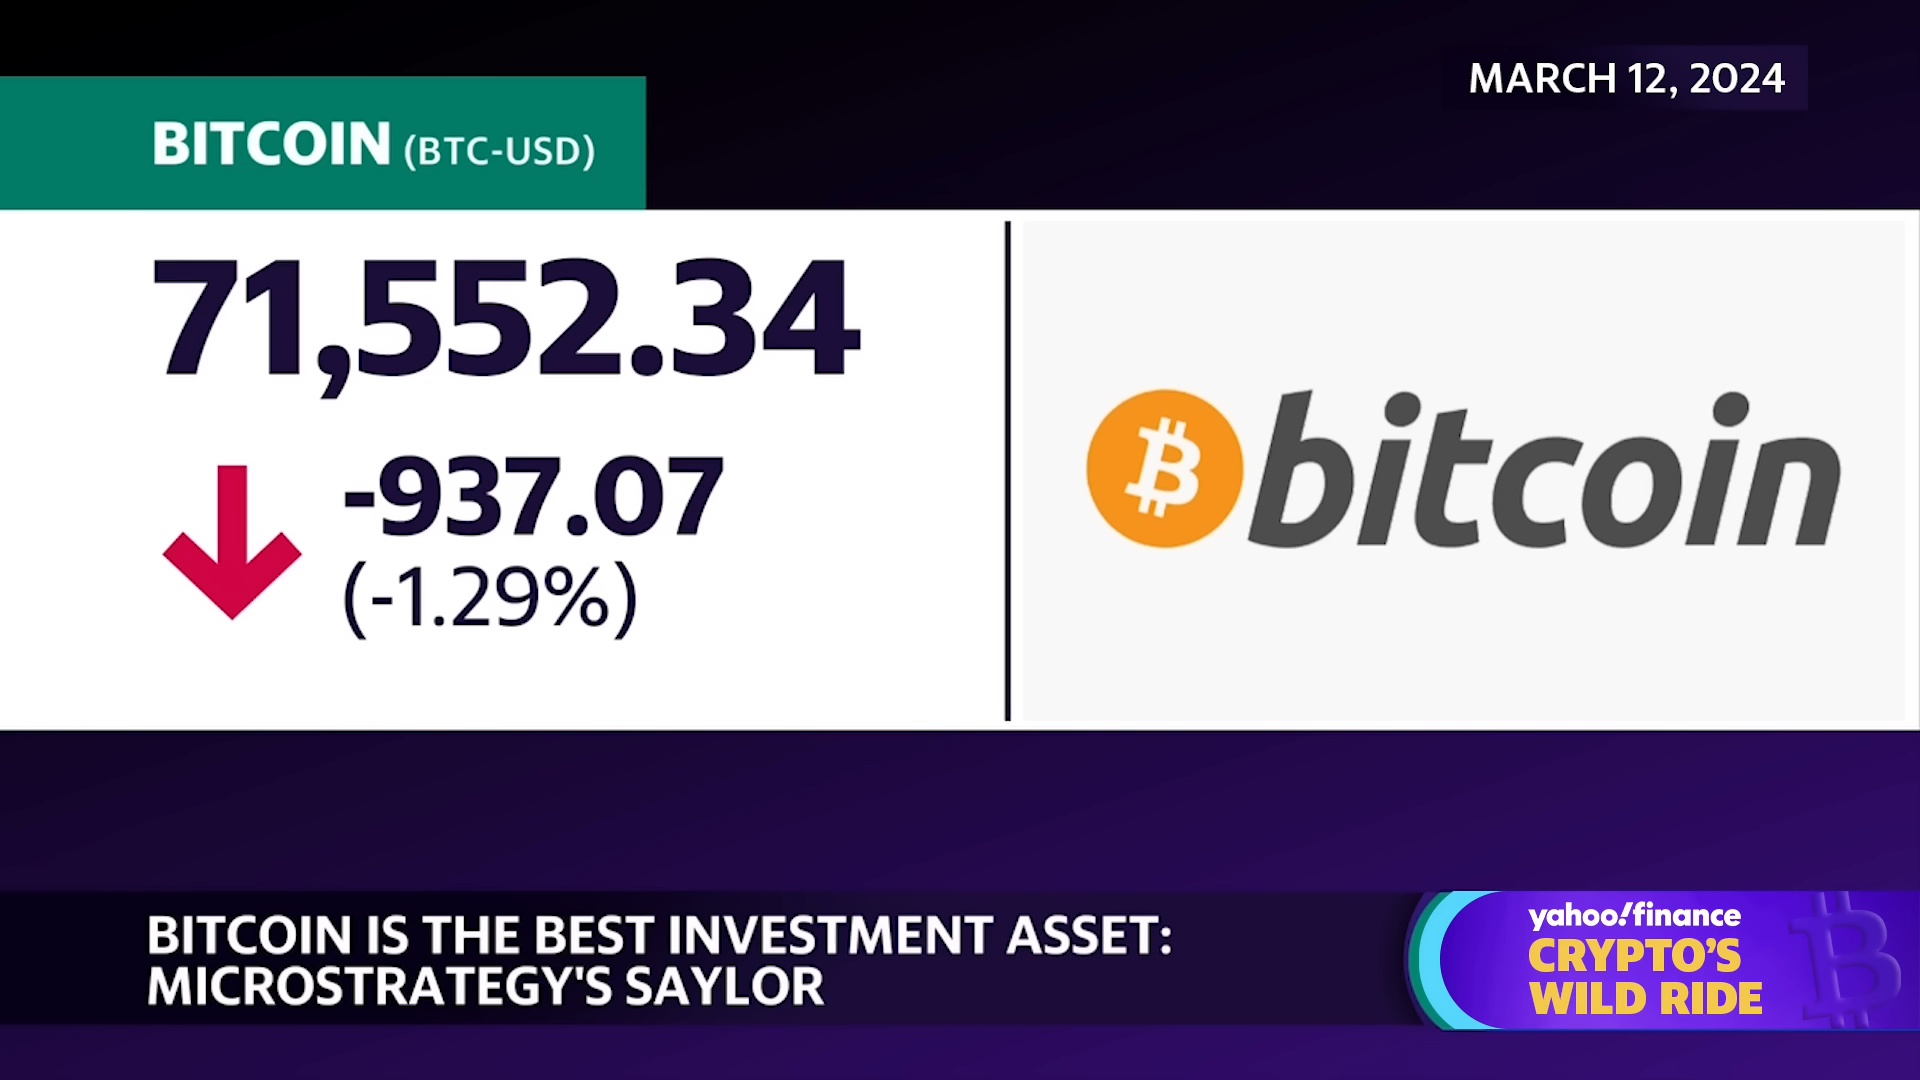 MARCH 12, 2024
BITCOIN (BTC-USD)
71,552.34
-937.07
(-1.29%)
bitcoin
BITCOIN IS THE BEST INVESTMENT ASSET:
MICROSTRATEGY'S SAYLOR
yahoo!finance
CRYPTO'S
WILD RIDE